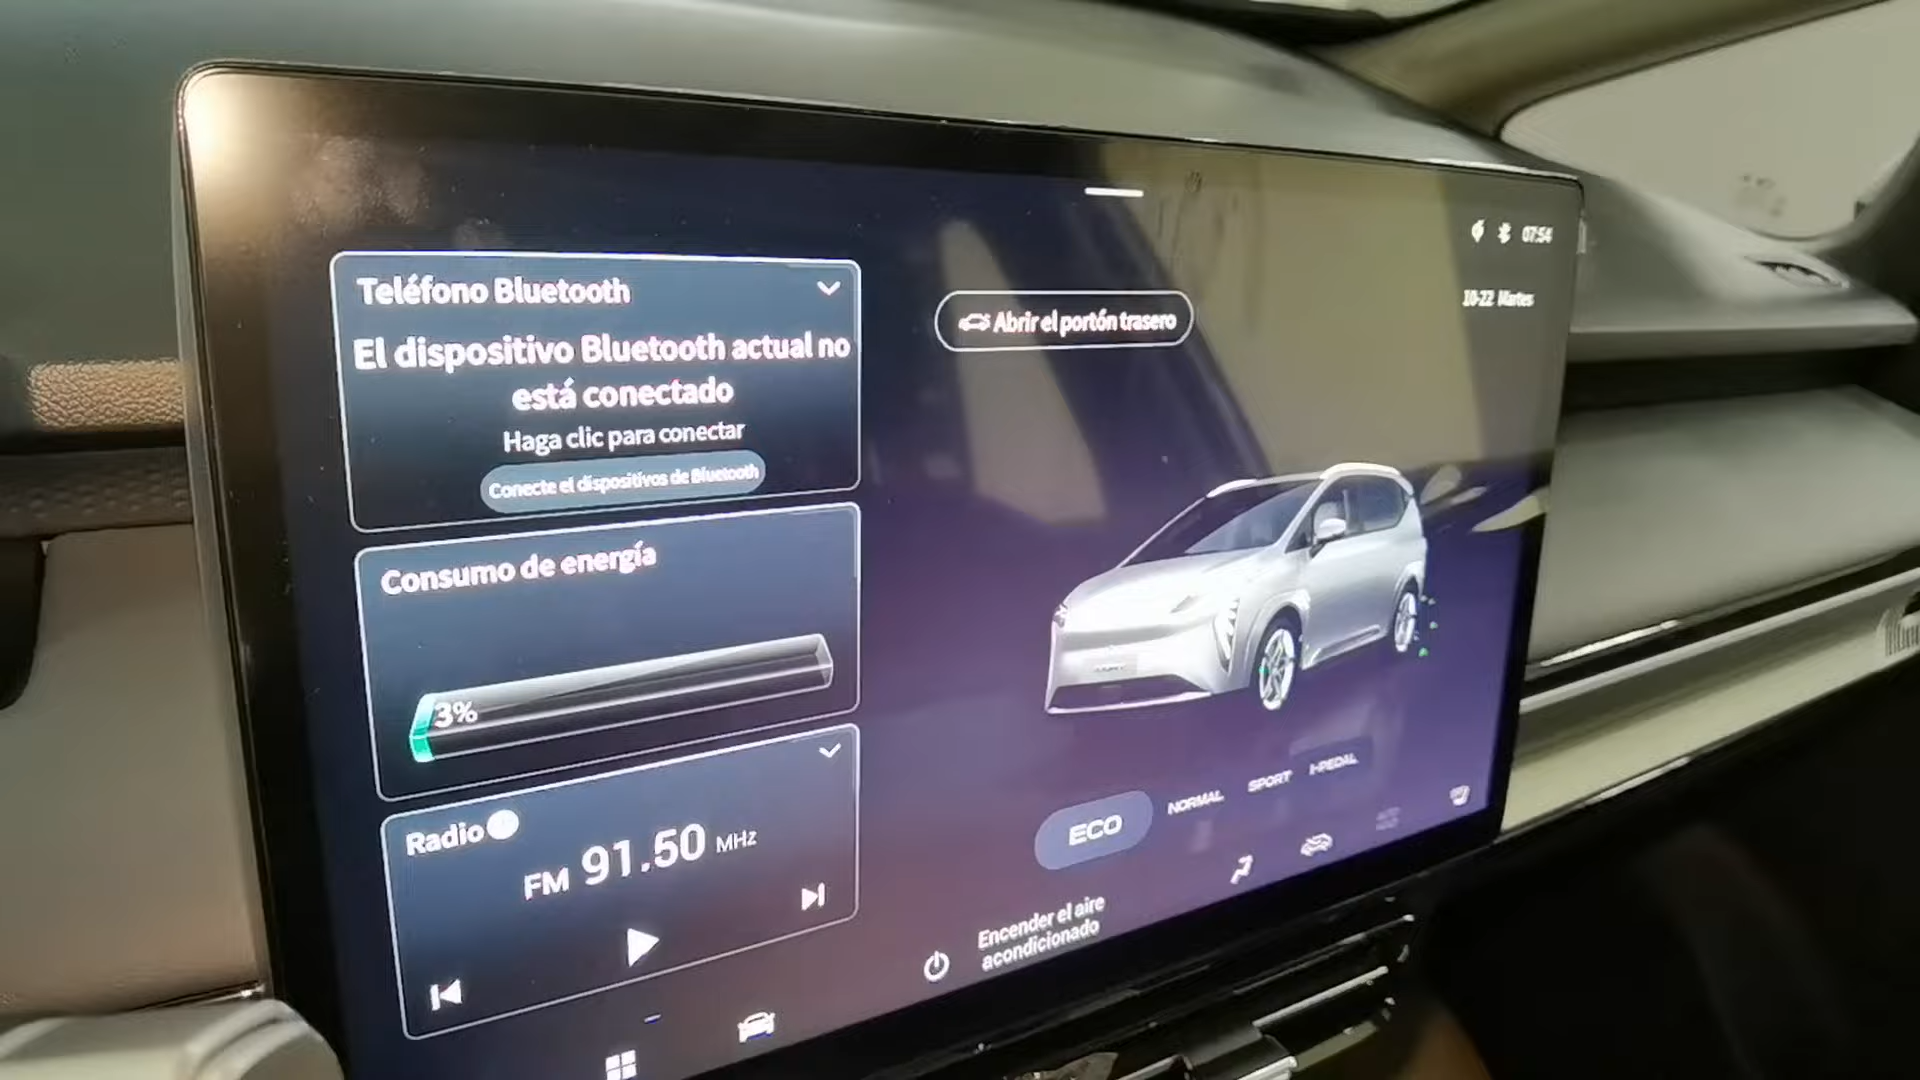 07:54
10-22 Martes
Teléfono Bluetooth
El dispositivo Bluetooth actual no
está conectado
Haga clic para conectar
Conecte el dispositivos de Bluetooth
Abrir el portón trasero
Consumo de energía
3%
Radio
FM 91.50 MHz
ECO
NORMAL
SPORT
I-PEDAL
Encender el aire
acondicionado